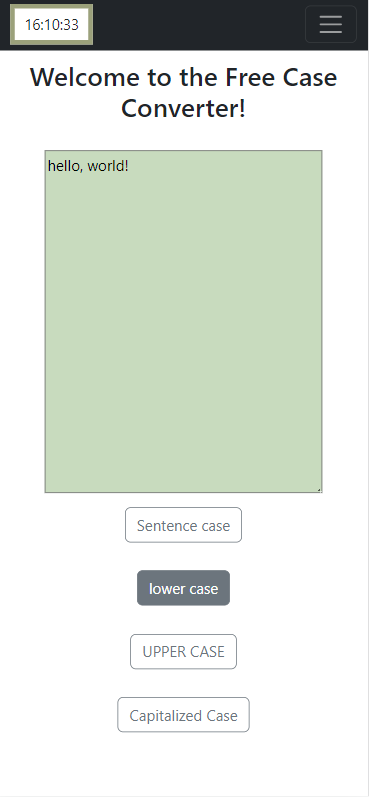 16:10:33
Welcome to the Free Case
Converter!
hello, world!
Sentence case
lower case
UPPER CASE
Capitalized Case